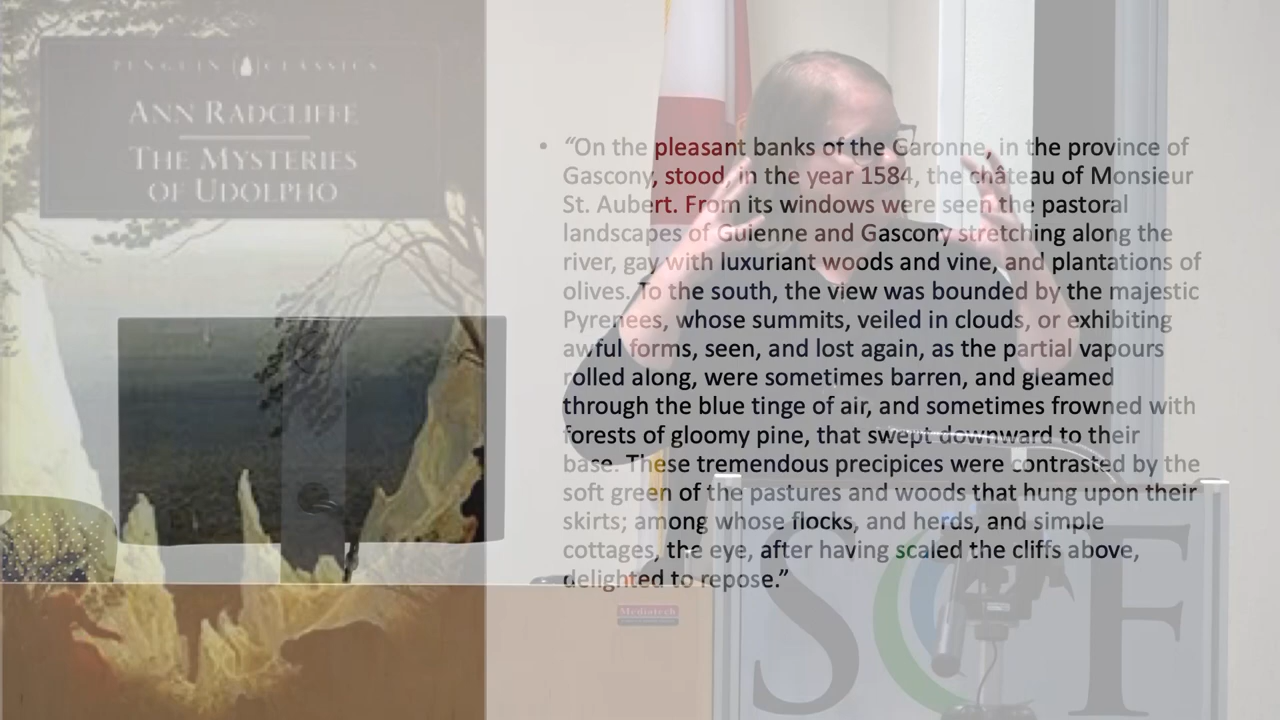 PENGUIN CLASSICS
ANN RADCLIFFE
THE MYSTERIES
OF UDOLPHO
• “On the pleasant banks of the Garonne, in the province of
Gascony, stood, in the year 1584, the château of Monsieur
St. Aubert. From its windows were seen the pastoral
landscapes of Guienne and Gascony stretching along the
river, gay with luxuriant woods and vine, and plantations of
olives. To the south, the view was bounded by the majestic
Pyrenees, whose summits, veiled in clouds, or exhibiting
awful forms, seen, and lost again, as the partial vapours
rolled along, were sometimes barren, and gleamed
through the blue tinge of air, and sometimes frowned with
forests of gloomy pine, that swept downward to their
base. These tremendous precipices were contrasted by the
soft green of the pastures and woods that hung upon their
skirts; among whose flocks, and herds, and simple
cottages, the eye, after having scaled the cliffs above,
delighted to repose.”
Mediatech
SCF